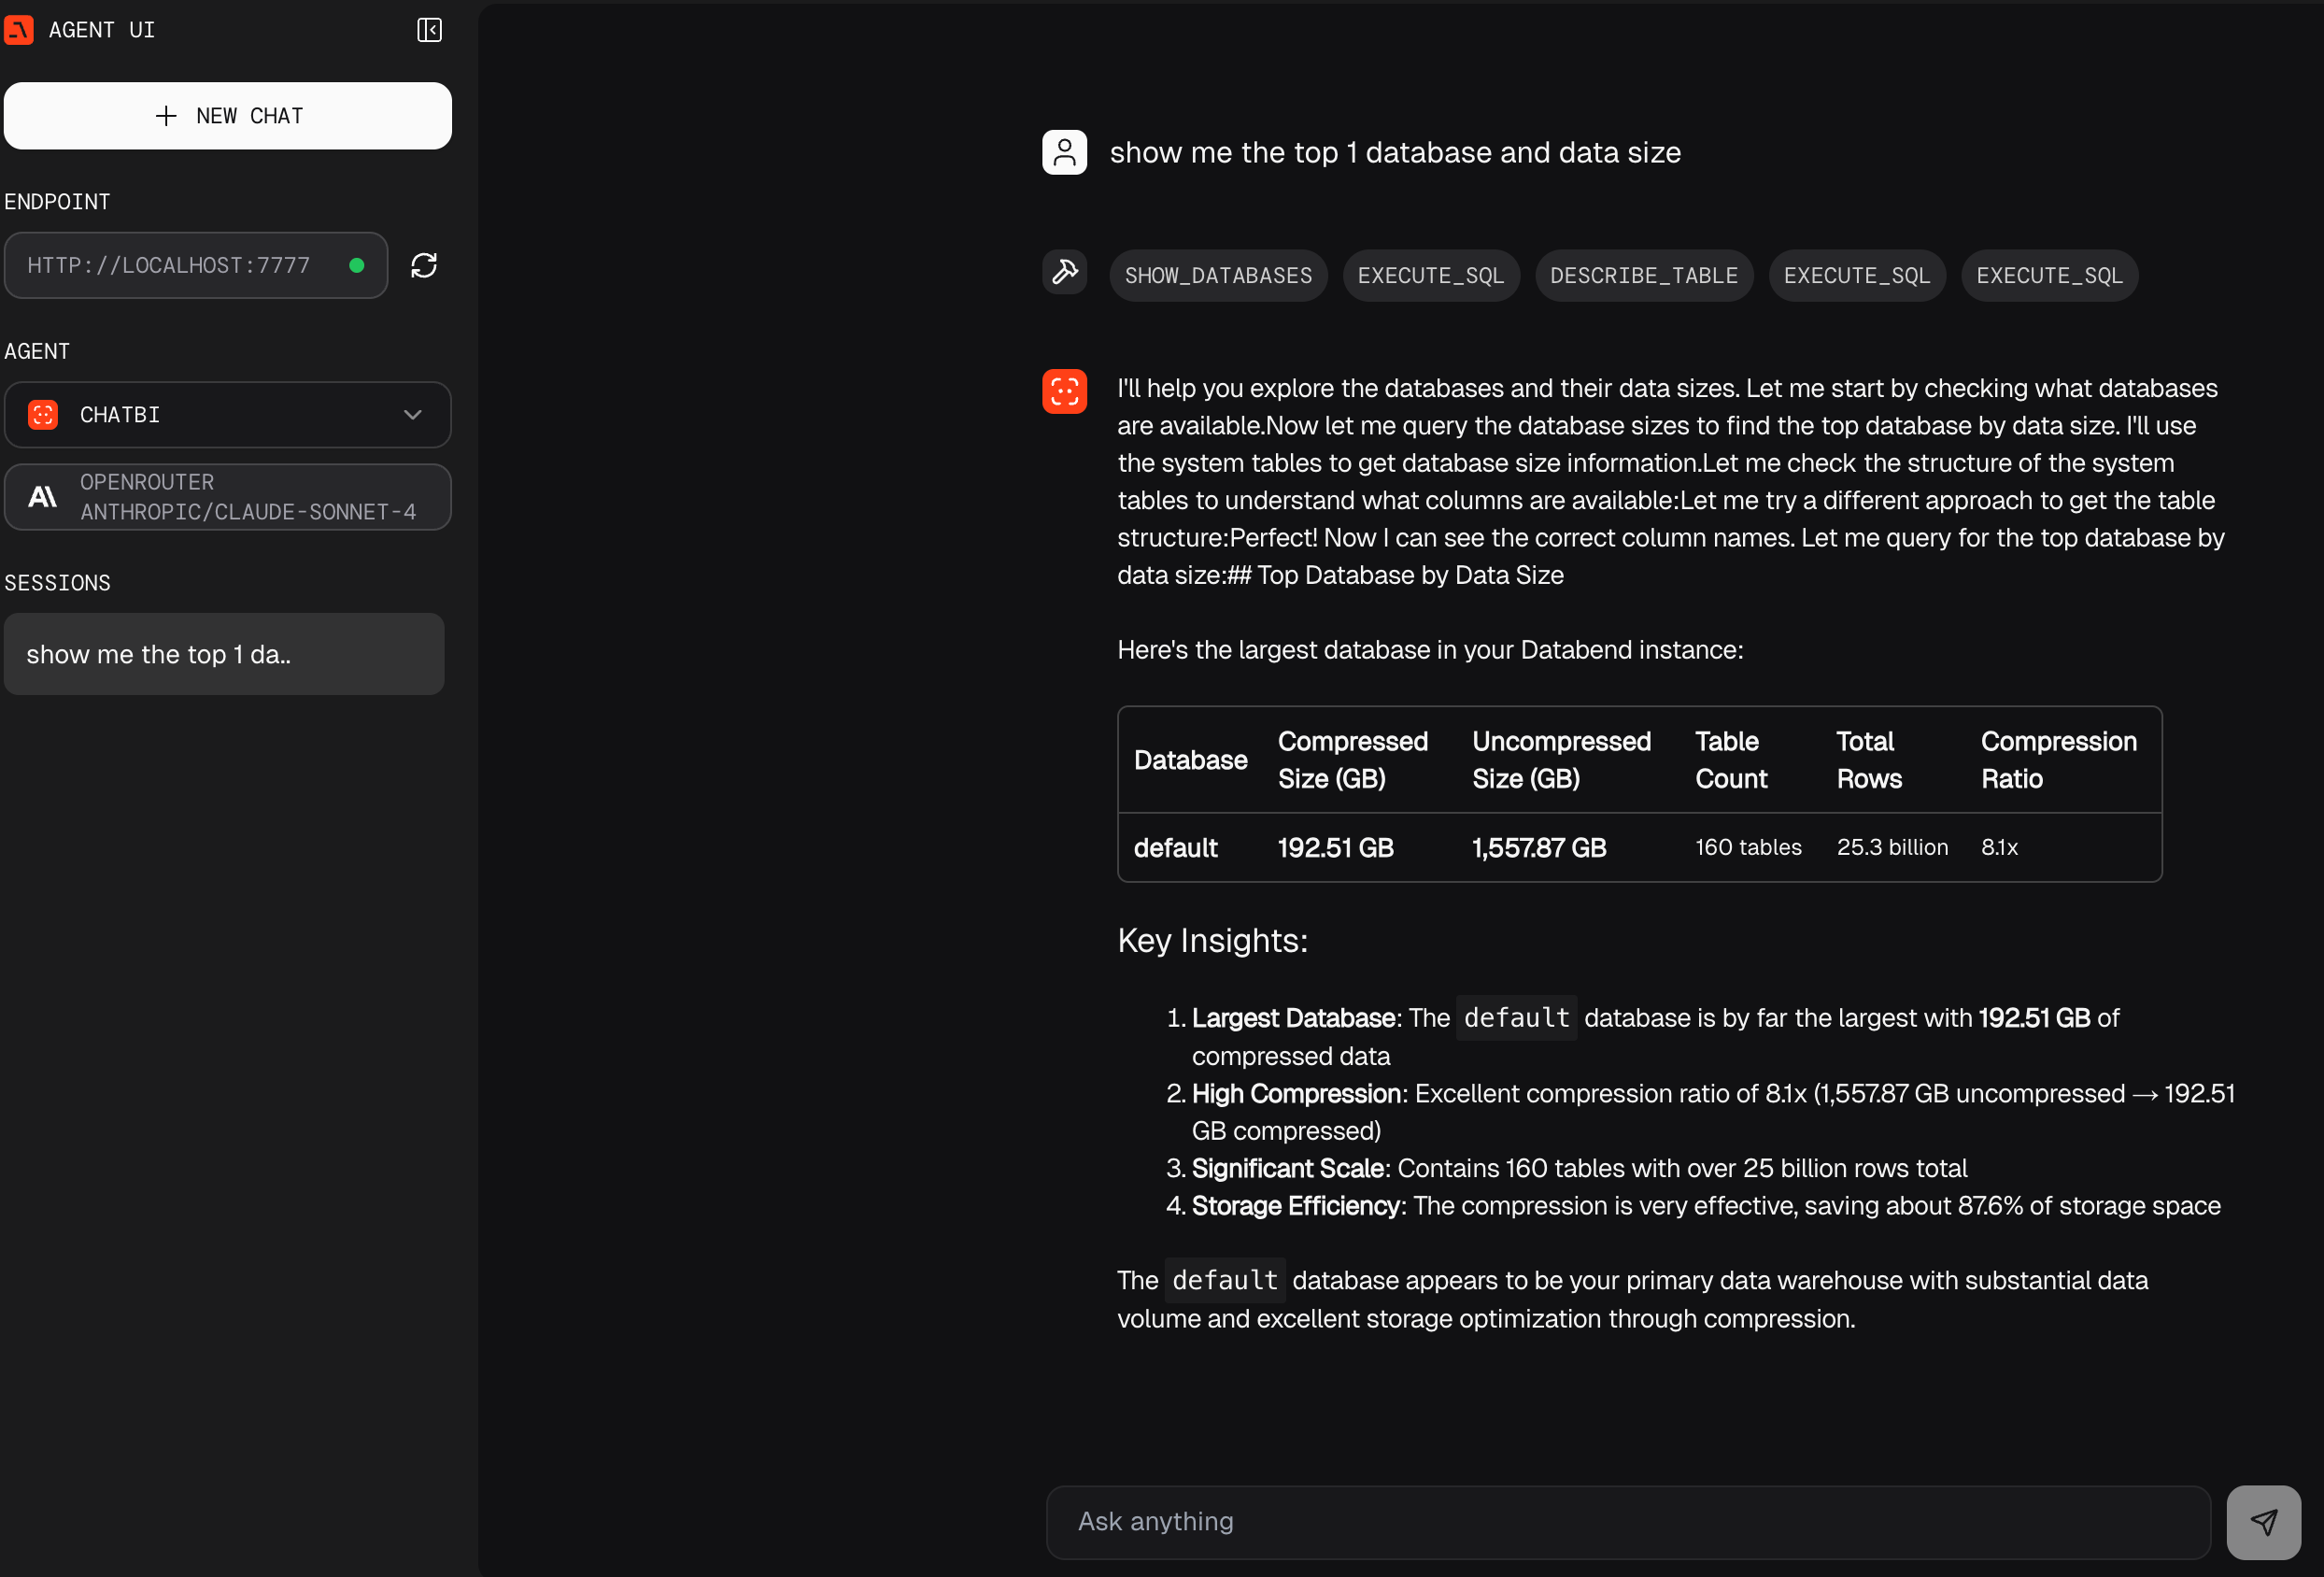 AGENT UI
NEW CHAT
ENDPOINT
HTTP://LOCALHOST:7777
AGENT
CHATBI
OPENROUTER
ANTHROPIC/CLAUDE-SONNET-4
SESSIONS
show me the top 1 da..
show me the top 1 database and data size
SHOW_DATABASES EXECUTE_SQL DESCRIBE_TABLE EXECUTE_SQL EXECUTE_SQL
I'll help you explore the databases and their data sizes. Let me start by checking what databases
are available.Now let me query the database sizes to find the top database by data size. I'll use
the system tables to get database size information.Let me check the structure of the system
tables to understand what columns are available:Let me try a different approach to get the table
structure:Perfect! Now I can see the correct column names. Let me query for the top database by
data size:## Top Database by Data Size
Here's the largest database in your Databend instance:
Database Compressed Size (GB) Uncompressed Size (GB) Table Count Total Rows Compression Ratio
default 192.51 GB 1,557.87 GB 160 tables 25.3 billion 8.1x
Key Insights:
1. Largest Database: The default database is by far the largest with 192.51 GB of
compressed data
2. High Compression: Excellent compression ratio of 8.1x (1,557.87 GB uncompressed → 192.51
GB compressed)
3. Significant Scale: Contains 160 tables with over 25 billion rows total
4. Storage Efficiency: The compression is very effective, saving about 87.6% of storage space
The default database appears to be your primary data warehouse with substantial data
volume and excellent storage optimization through compression.
Ask anything